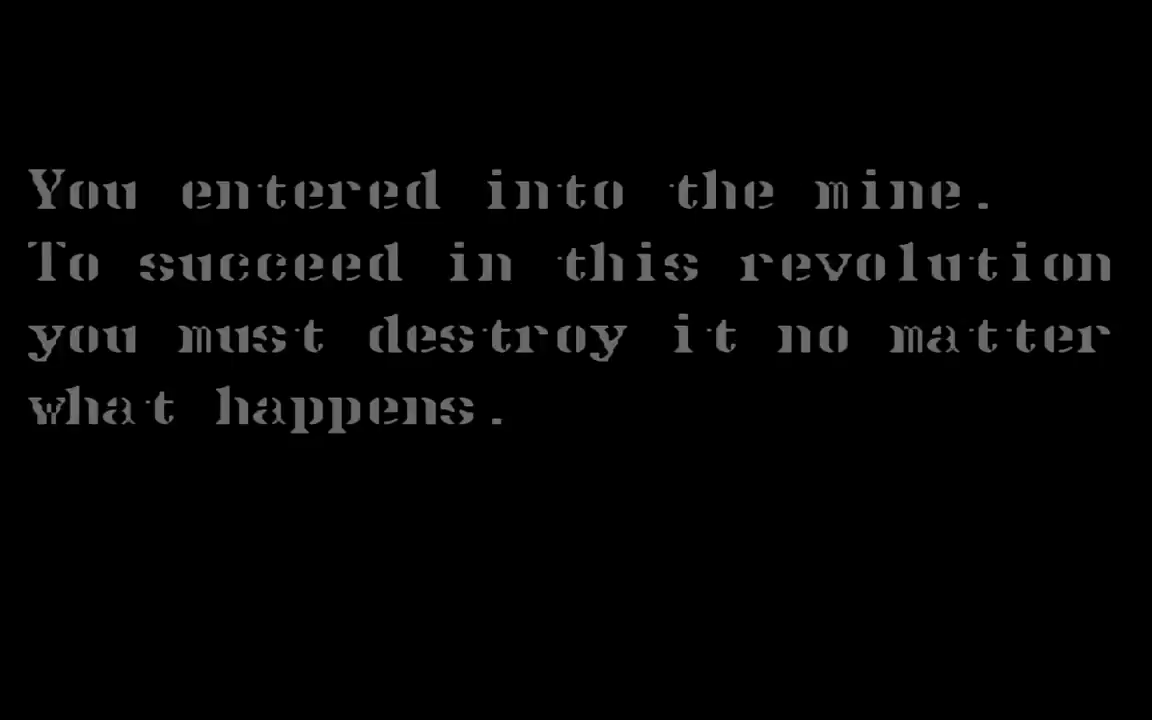 You entered into the mine.
To succeed in this revolution
you must destroy it no matter
what happens.